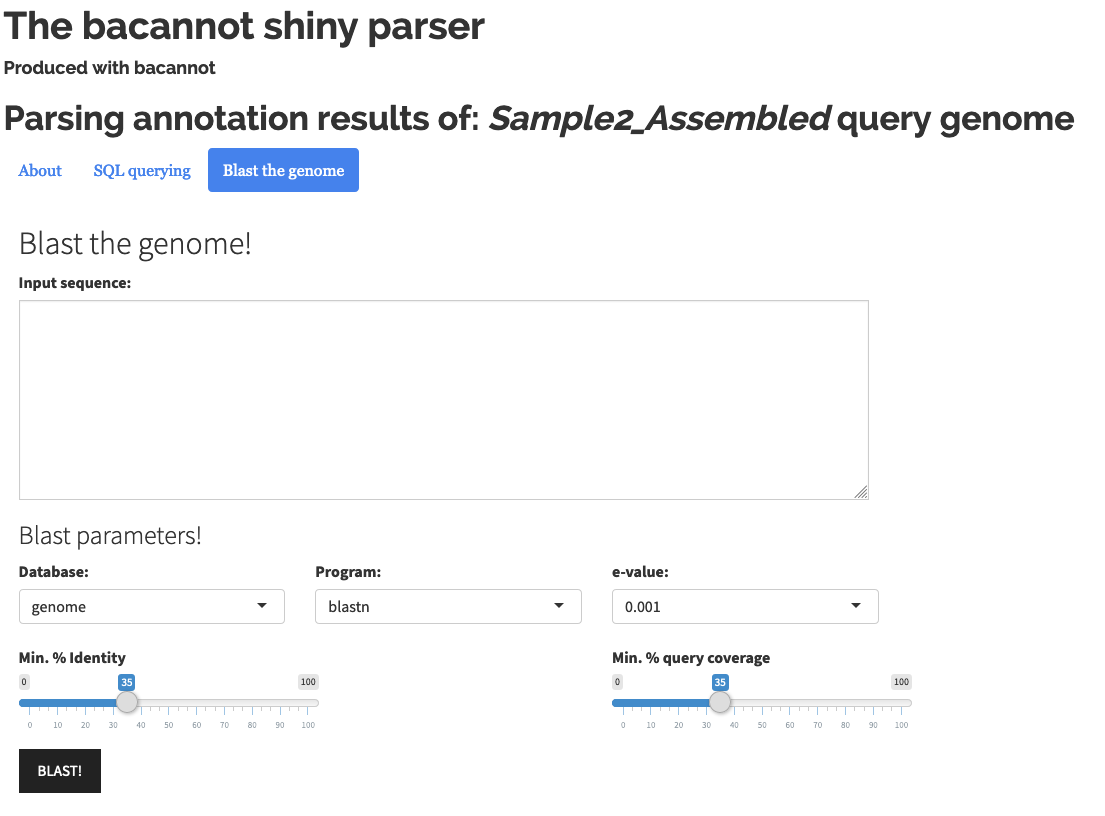 The bacannot shiny parser
Produced with bacannot
Parsing annotation results of: Sample2_Assembled query genome
About SQL querying Blast the genome
Blast the genome!
Input sequence:
Blast parameters!
Database: Program: e-value:
genome blastn 0.001
Min. % Identity Min. % query coverage
0 35 100 0 35 100
0 10 20 30 40 50 60 70 80 90 100 0 10 20 30 40 50 60 70 80 90 100
BLAST!